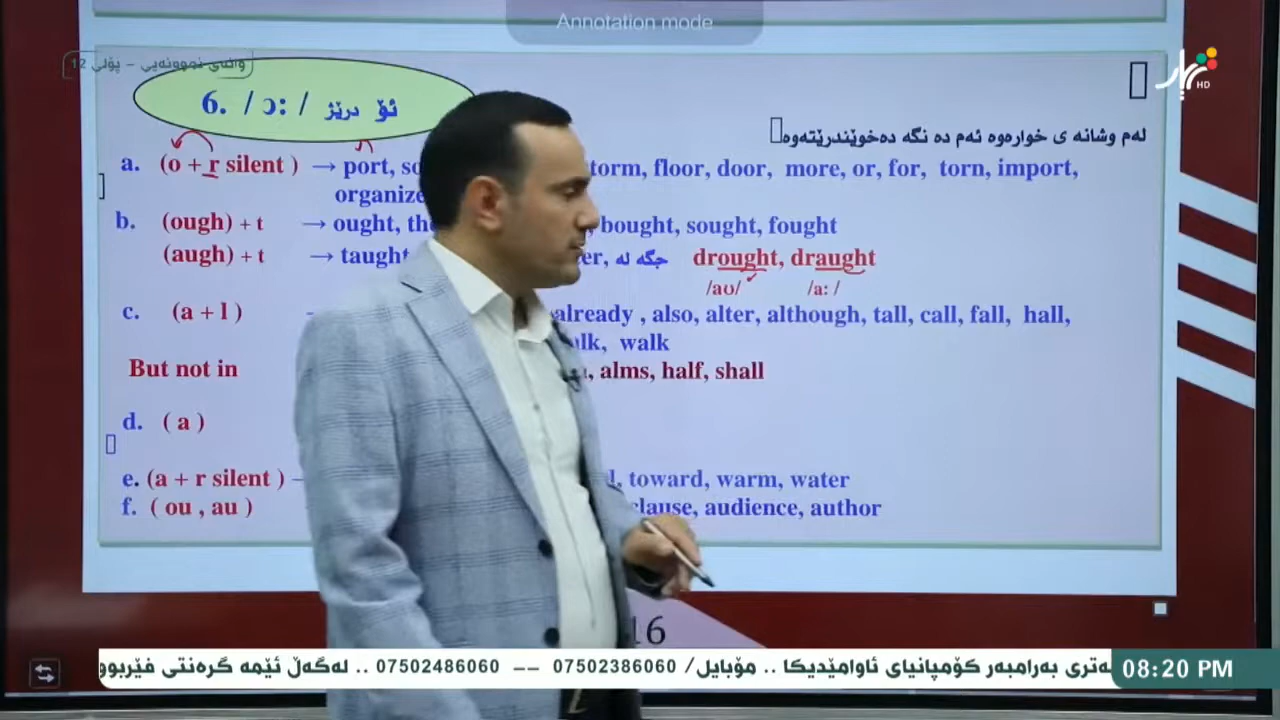 Annotation mode
وانەی نموونەیی - پۆلی 12
HD
6. / ɔ: / ئۆ درێژ
لەم وشانە ی خوارەوە ئەم دە نگە دەخوێندرێتەوە
a. (o + r silent ) → port, torm, floor, door, more, or, for, torn, import,
organize
b. (ough) + t → ought, bought, sought, fought
(augh) + t → taught جگە لە drought, draught
/aʊ/ /a: /
c. (a + l ) already , also, alter, although, tall, call, fall, hall,
lk, walk
But not in , alms, half, shall
d. ( a )
e. (a + r silent ) , toward, warm, water
f. ( ou , au ) clause, audience, author
16
ەتری بەرامبەر کۆمپانیای ئاوامێدیکا .. مۆبایل/ 07502386060 -- 07502486060 .. لەگەڵ ئێمە گرەنتی فێربوو
08:20 PM